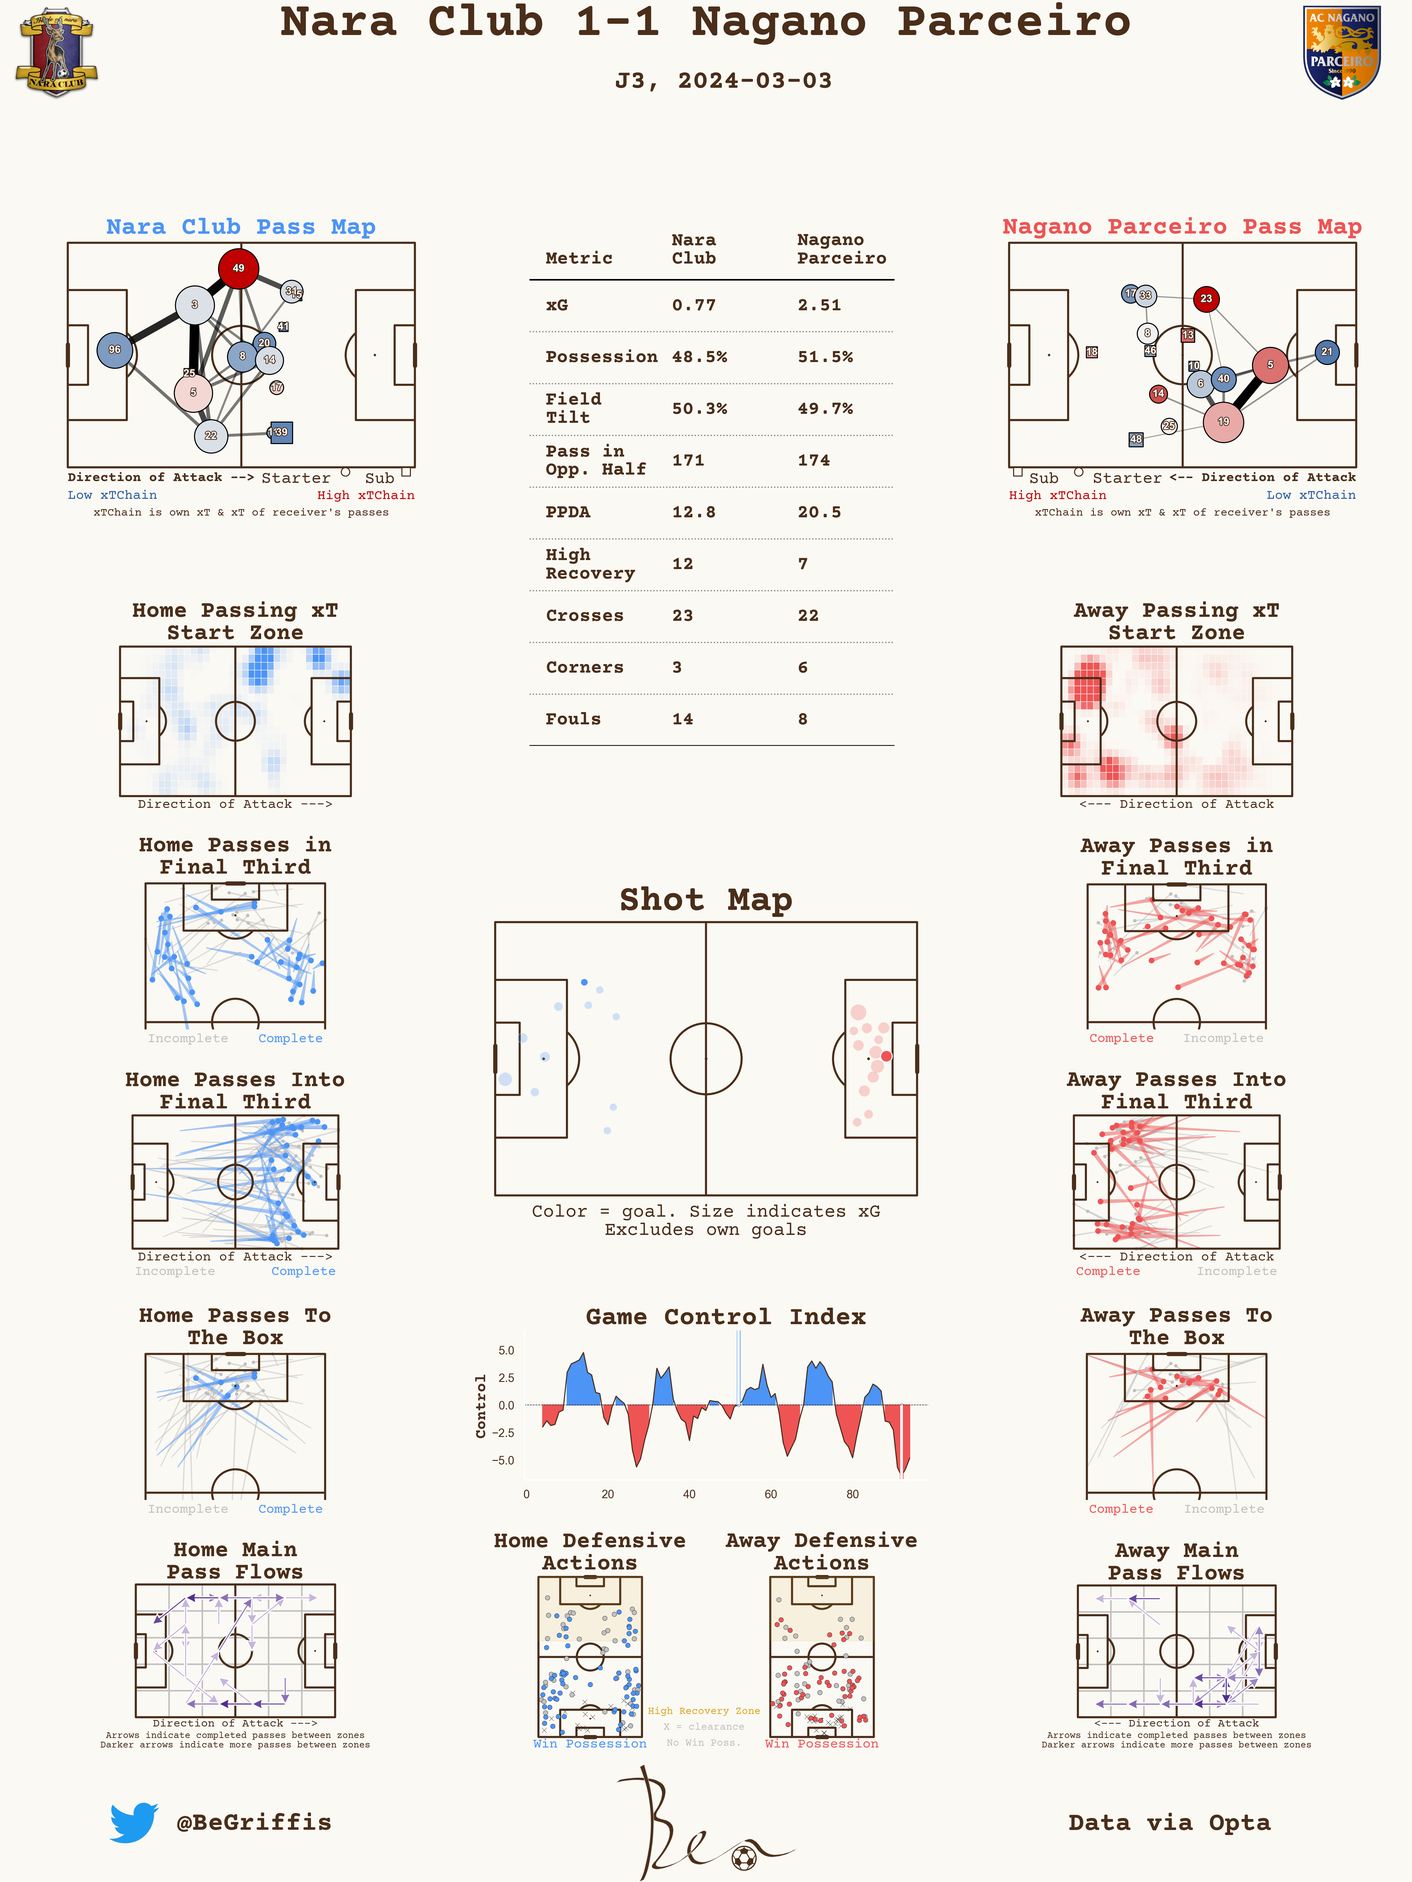 Nara Club 1-1 Nagano Parceiro
J3, 2024-03-03
NARA CLUB
AC NAGANO
PARCEIRO
Nara Club Pass Map
49
31
3
41
96
20
8
14
25
17
5
22
39
Direction of Attack --> Starter Sub
Low xTChain High xTChain
xTChain is own xT & xT of receiver's passes
Metric Nara Club Nagano Parceiro
xG 0.77 2.51
Possession 48.5% 51.5%
Field Tilt 50.3% 49.7%
Pass in Opp. Half 171 174
PPDA 12.8 20.5
High Recovery 12 7
Crosses 23 22
Corners 3 6
Fouls 14 8
Nagano Parceiro Pass Map
17
33
23
8
13
46
18
21
10
5
6
40
14
19
25
48
Sub Starter <-- Direction of Attack
High xTChain Low xTChain
xTChain is own xT & xT of receiver's passes
Home Passing xT
Start Zone
Direction of Attack --->
Away Passing xT
Start Zone
<--- Direction of Attack
Home Passes in
Final Third
Incomplete Complete
Away Passes in
Final Third
Complete Incomplete
Shot Map
Color = goal. Size indicates xG
Excludes own goals
Home Passes Into
Final Third
Direction of Attack --->
Incomplete Complete
Away Passes Into
Final Third
<--- Direction of Attack
Complete Incomplete
Home Passes To
The Box
Incomplete Complete
Game Control Index
Control
5.0
2.5
0.0
−2.5
−5.0
0 20 40 60 80
Away Passes To
The Box
Complete Incomplete
Home Main
Pass Flows
Direction of Attack --->
Arrows indicate completed passes between zones
Darker arrows indicate more passes between zones
Home Defensive
Actions
Win Possession
High Recovery Zone
X = clearance
No Win Poss.
Away Defensive
Actions
Win Possession
Away Main
Pass Flows
<--- Direction of Attack
Arrows indicate completed passes between zones
Darker arrows indicate more passes between zones
@BeGriffis
Ben
Data via Opta